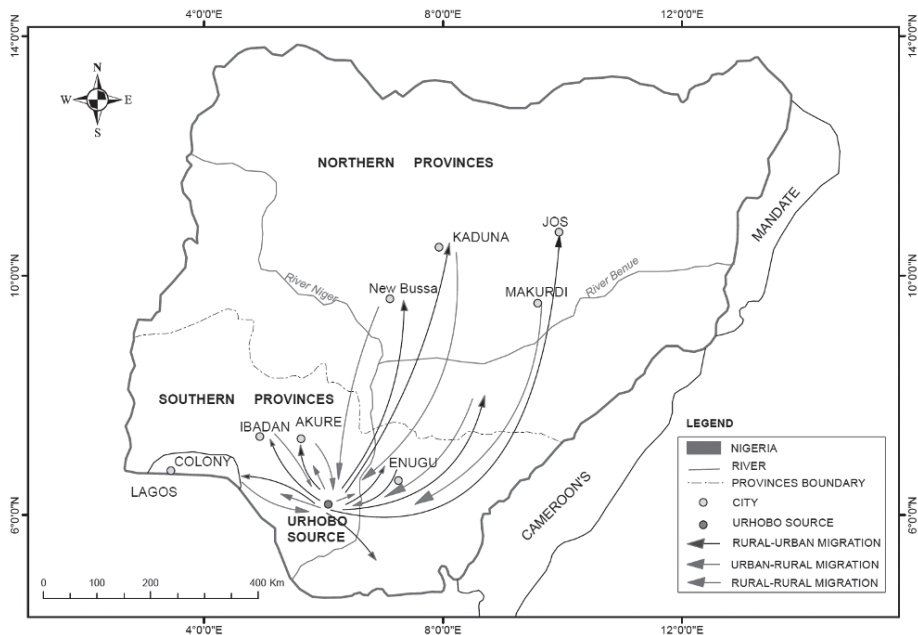 4°0'0"E 8°0'0"E 12°0'0"E
14°0'0"N 14°0'0"N
N
W E
S
NORTHERN PROVINCES
MANDATE
JOS
KADUNA
10°0'0"N 10°0'0"N
River Niger
New Bussa
MAKURDI
River Benue
SOUTHERN PROVINCES
IBADAN AKURE
ENUGU
COLONY
LAGOS
URHOBO
SOURCE
CAMEROON'S
6°0'0"N 6°0'0"N
LEGEND
NIGERIA
RIVER
PROVINCES BOUNDARY
CITY
URHOBO SOURCE
RURAL-URBAN MIGRATION
URBAN-RURAL MIGRATION
RURAL-RURAL MIGRATION
0 100 200 400 Km
4°0'0"E 8°0'0"E 12°0'0"E